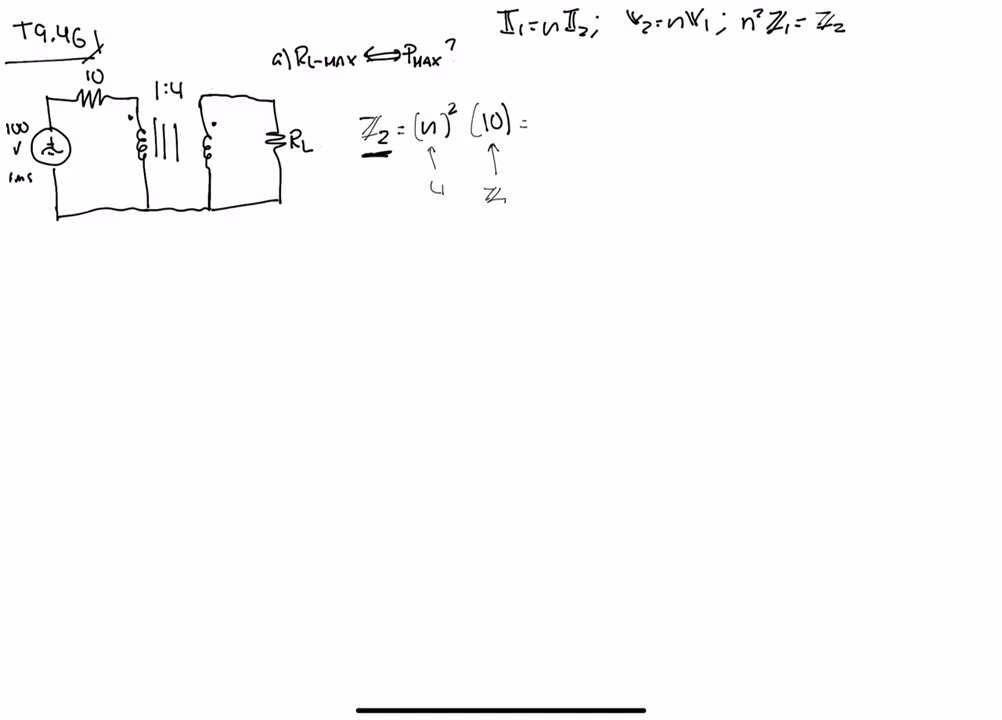 T9.46)
𝕀₁=n𝕀₂; 𝕍₂=n𝕍₁; n²ℤ₁=ℤ₂
a) RL-MAX ⟺ PMAX?
10
1:4
100
V
RMS
RL
ℤ₂ = (n)² (10) =
4 ℤ₁